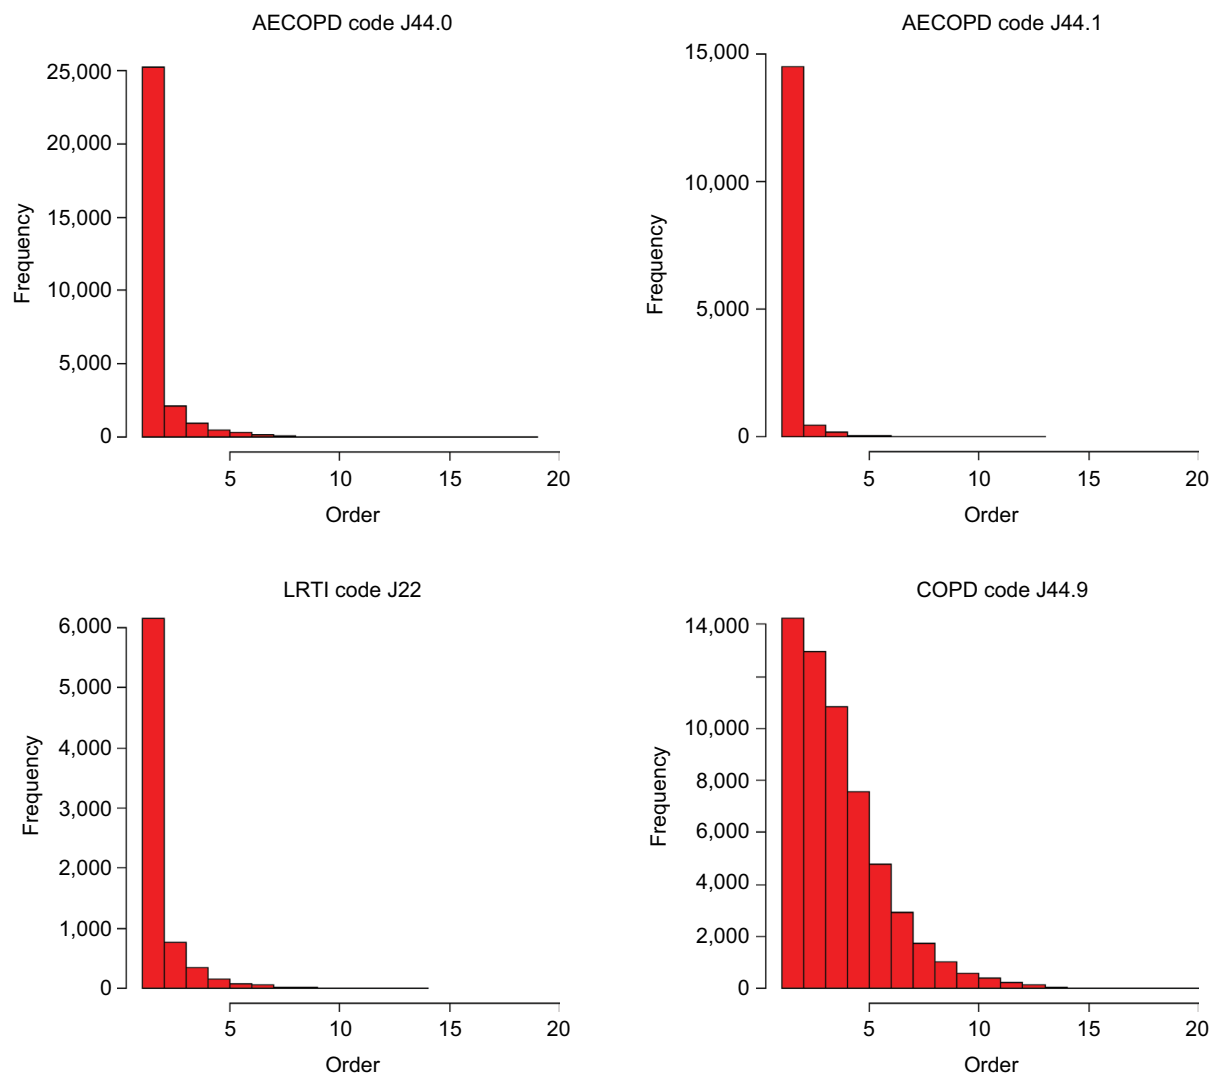 AECOPD code J44.0
25,000
20,000
15,000
10,000
5,000
0
Frequency
5 10 15 20
Order
AECOPD code J44.1
15,000
10,000
5,000
0
Frequency
5 10 15 20
Order
LRTI code J22
6,000
5,000
4,000
3,000
2,000
1,000
0
Frequency
5 10 15 20
Order
COPD code J44.9
14,000
10,000
8,000
6,000
4,000
2,000
0
Frequency
5 10 15 20
Order